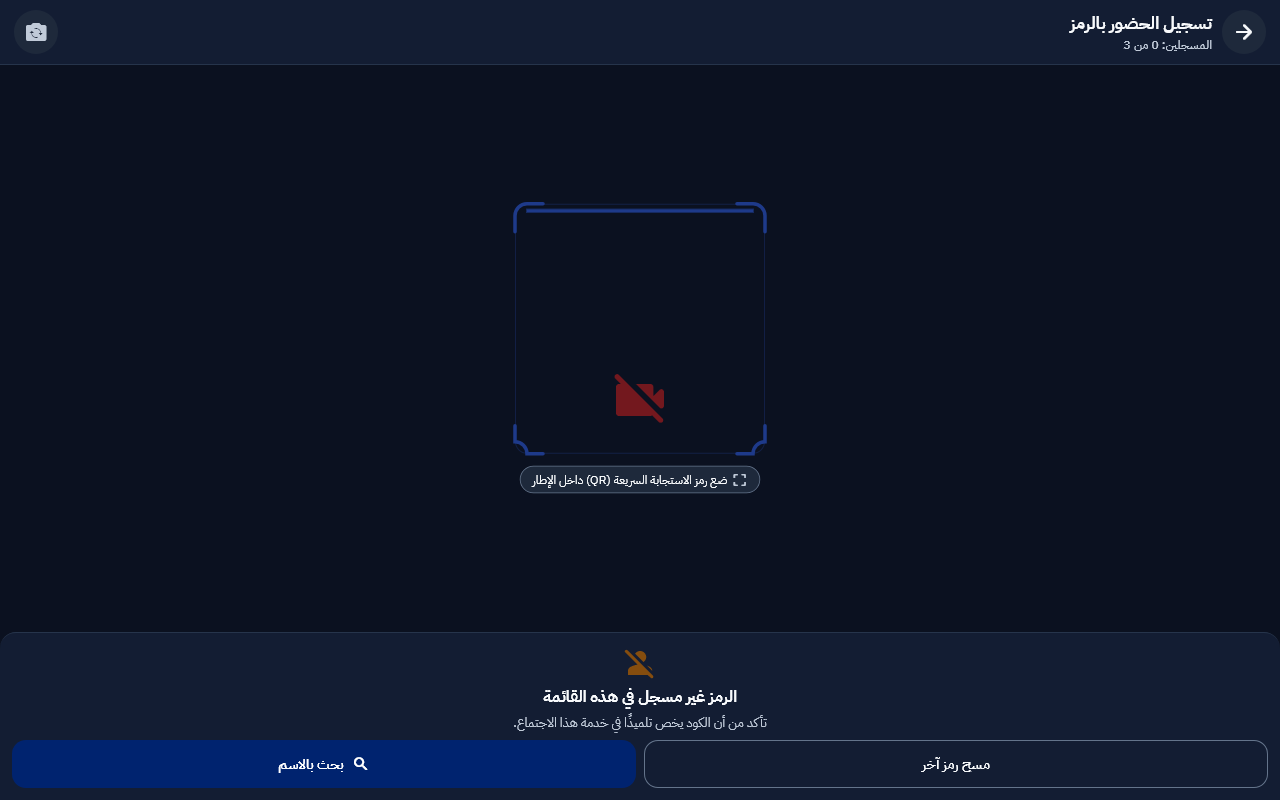 تسجيل الحضور بالرمز
المسجلين: 0 من 3
ضع رمز الاستجابة السريعة (QR) داخل الإطار
الرمز غير مسجل في هذه القائمة
تأكد من أن الكود يخص تلميذًا في خدمة هذا الاجتماع.
مسح رمز آخر
بحث بالاسم